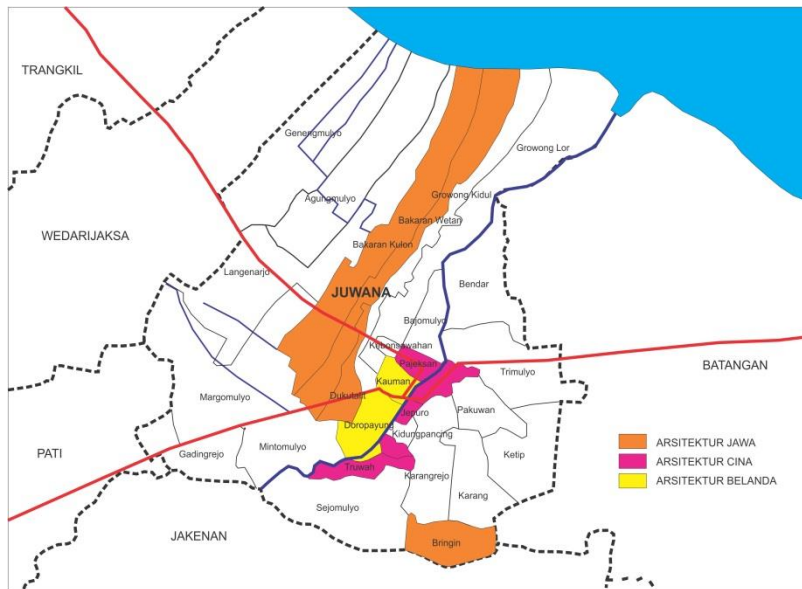 TRANGKIL
Genengmulyo
Growong Lor
Agungmulyo
Growong Kidul
Bakaran Wetan
WEDARIJAKSA
Bakaran Kulon
Langenarjo
JUWANA
Bendar
Bajomulyo
Kebonsawahan
Pajeksan
Trimulyo
BATANGAN
Kauman
Margomulyo
Dukutalit
Jepuro
Pakuwan
Doropayung
Kidungpancing
ARSITEKTUR JAWA
Mintomulyo
PATI
Gadingrejo
Ketip
ARSITEKTUR CINA
Truwah
Karangrejo
ARSITEKTUR BELANDA
Karang
Sejomulyo
JAKENAN
Bringin